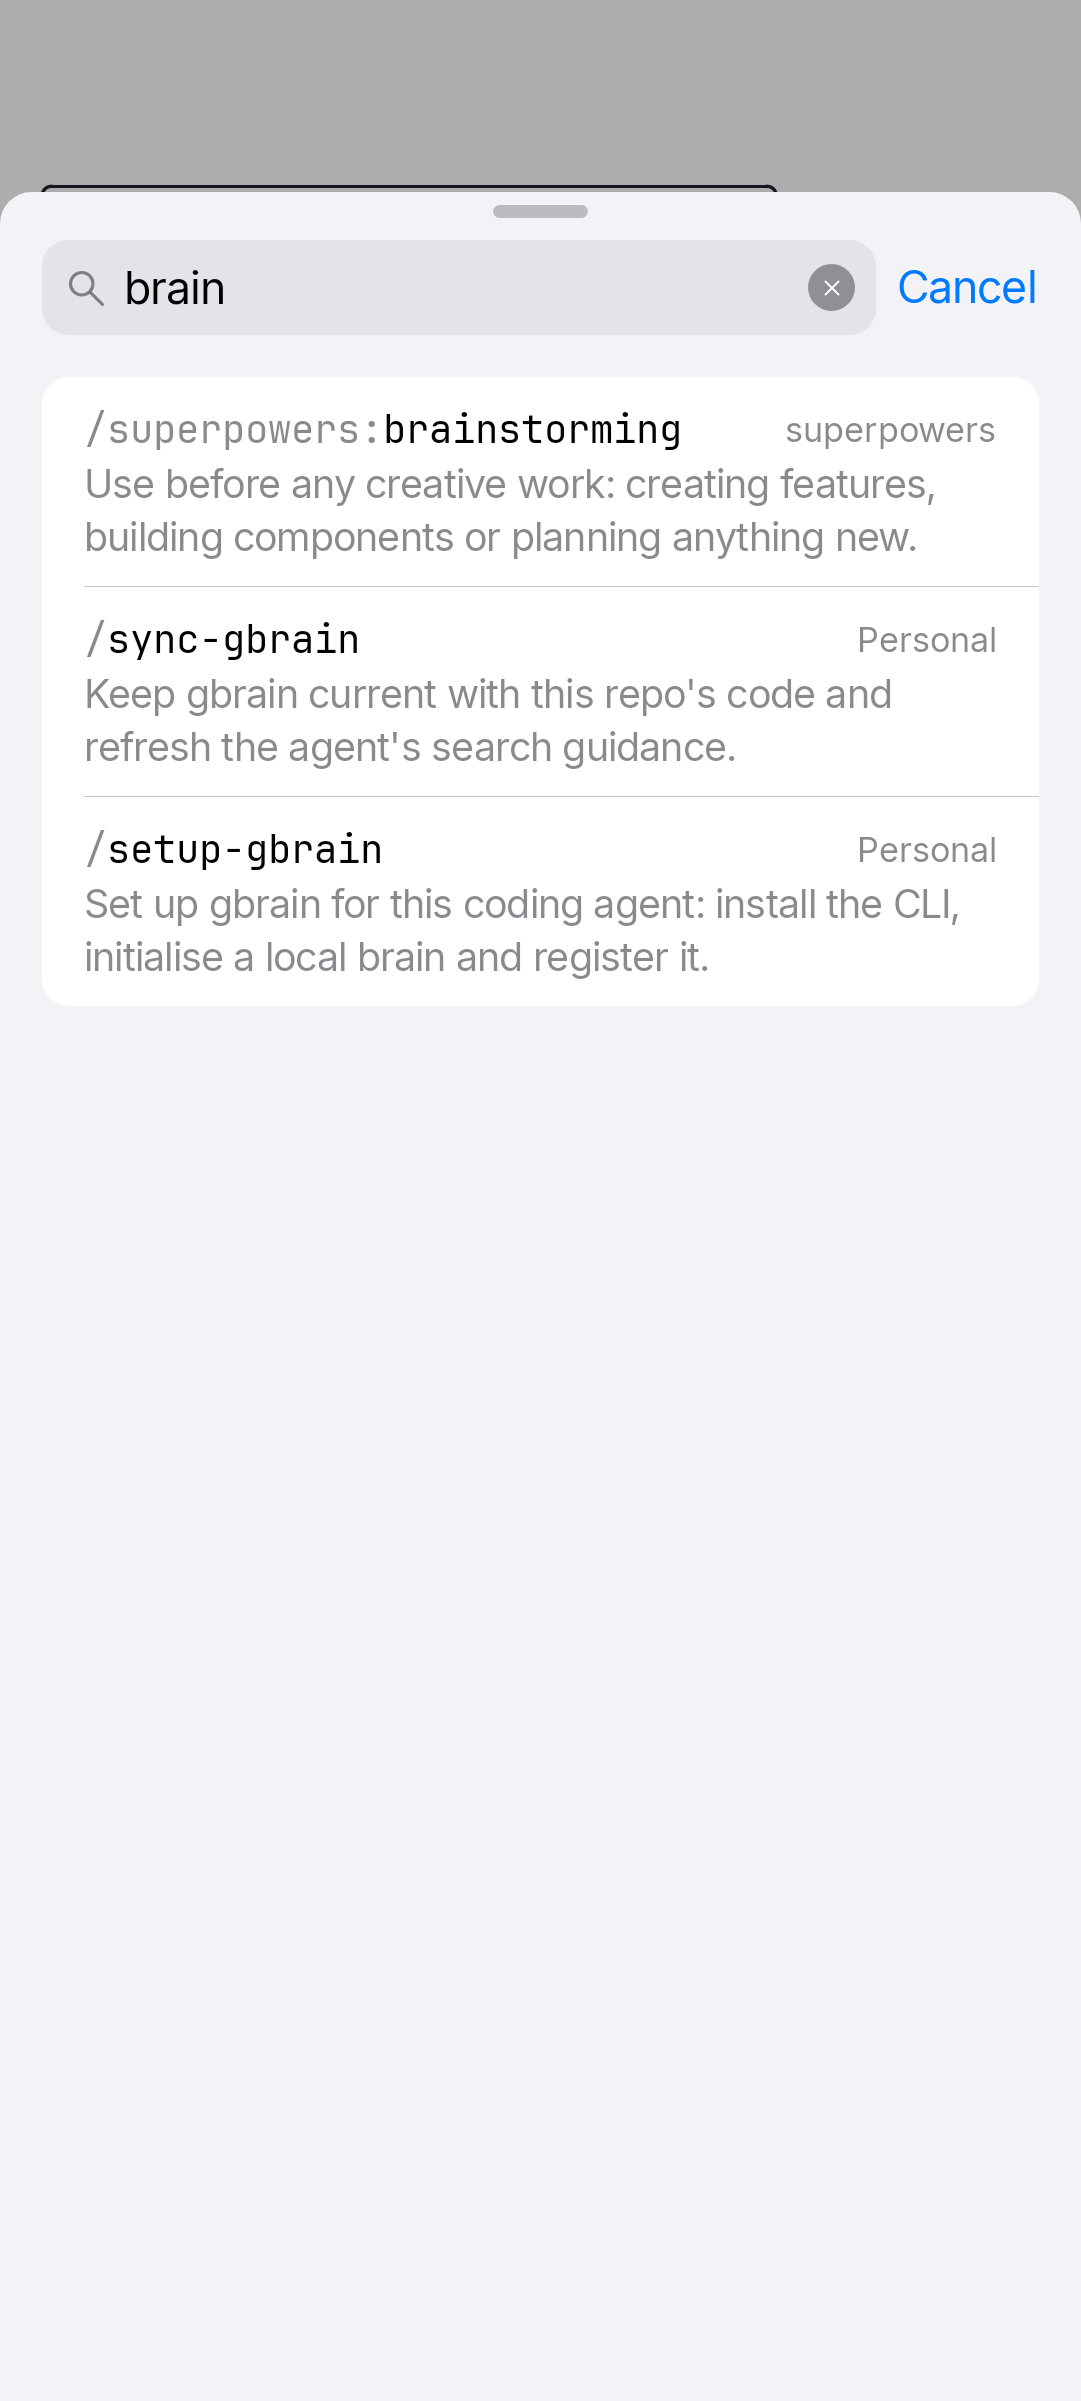 brain
Cancel
/superpowers:brainstorming superpowers
Use before any creative work: creating features,
building components or planning anything new.
/sync-gbrain Personal
Keep gbrain current with this repo's code and
refresh the agent's search guidance.
/setup-gbrain Personal
Set up gbrain for this coding agent: install the CLI,
initialise a local brain and register it.